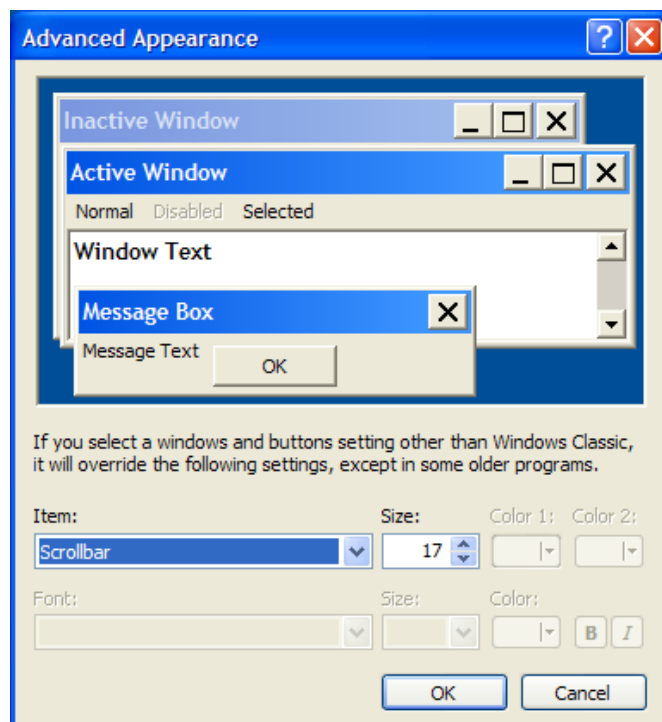 Advanced Appearance
Inactive Window
Active Window
Normal Disabled Selected
Window Text
Message Box
Message Text
OK
If you select a windows and buttons setting other than Windows Classic,
it will override the following settings, except in some older programs.
Item: Size: Color 1: Color 2:
Scrollbar 17
Font: Size: Color:
B I
OK Cancel